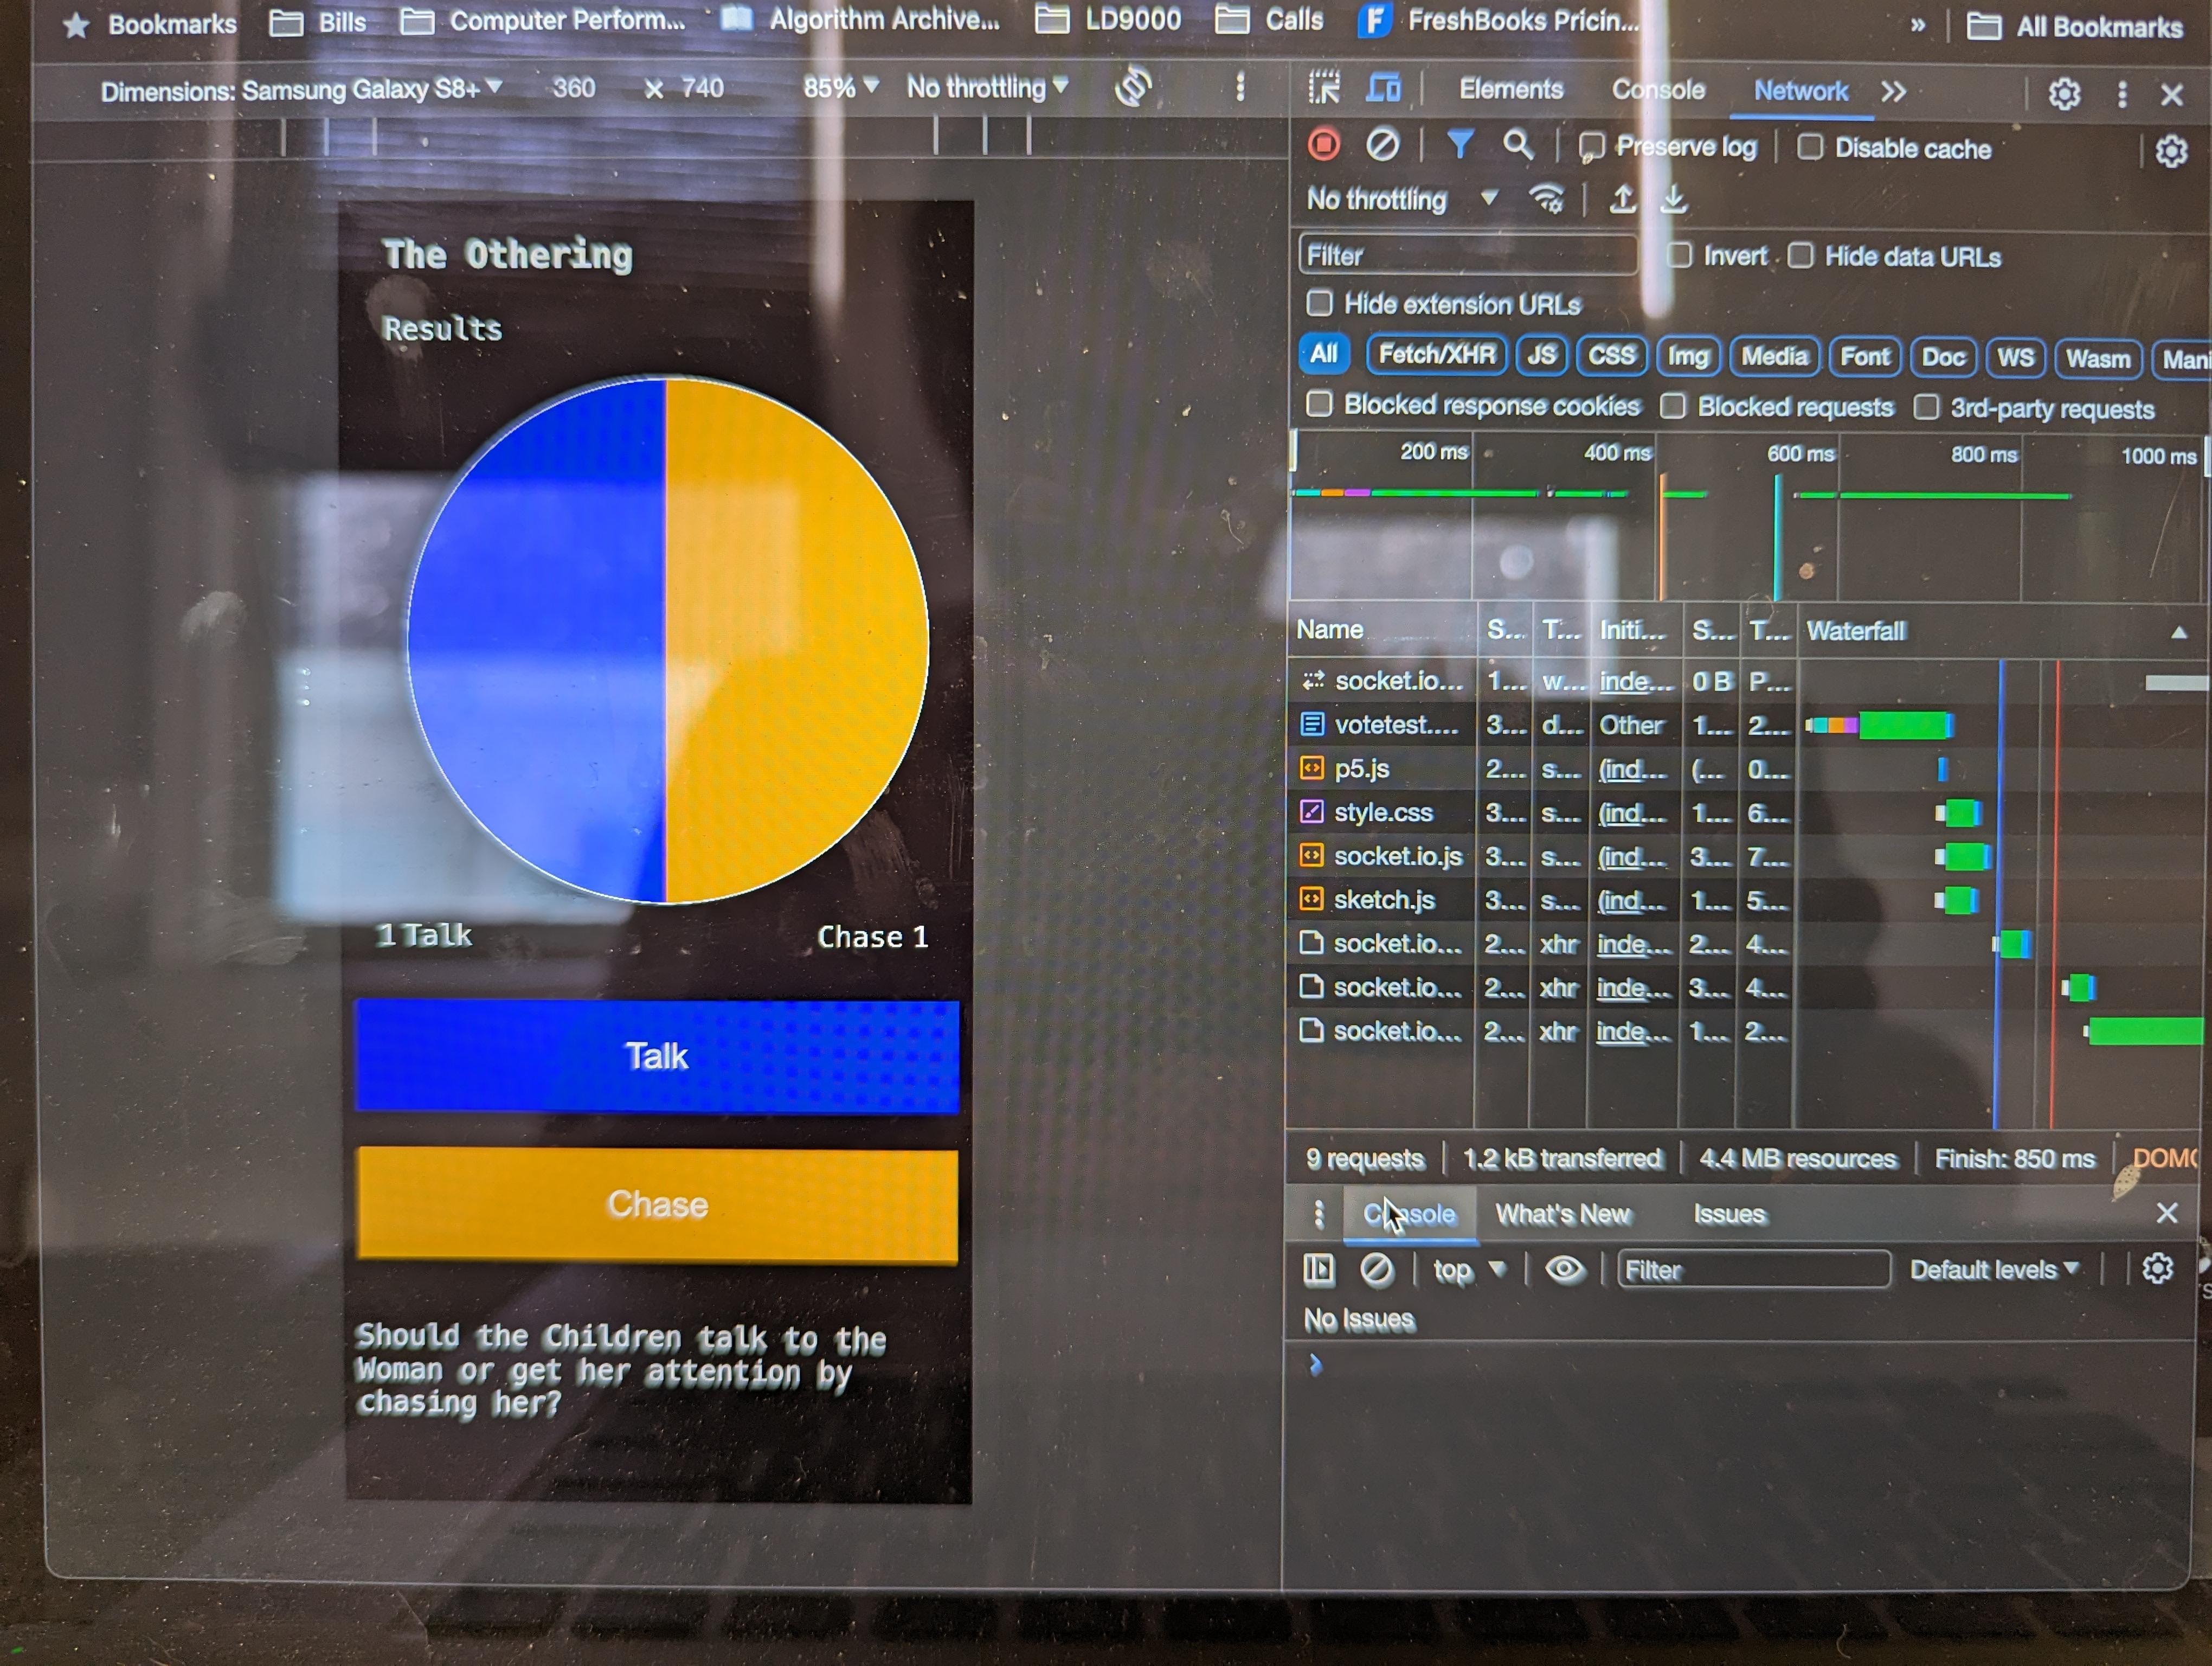 Bookmarks Bills Computer Perform... Algorithm Archive... LD9000 Calls FreshBooks Pricin... » All Bookmarks
Dimensions: Samsung Galaxy S8+ 360 × 740 85% No throttling
Elements Console Network
Preserve log Disable cache
No throttling
Filter Invert Hide data URLs
Hide extension URLs
All Fetch/XHR JS CSS Img Media Font Doc WS Wasm Mani
Blocked response cookies Blocked requests 3rd-party requests
200 ms 400 ms 600 ms 800 ms 1000 ms
Name S... T... Initi... S... T... Waterfall
socket.io... 1... w... inde... 0 B P...
votetest.... 3... d... Other 1... 2...
p5.js 2... s... (ind... (... 0...
style.css 3... s... (ind... 1... 6...
socket.io.js 3... s... (ind... 3... 7...
sketch.js 3... s... (ind... 1... 5...
socket.io... 2... xhr inde... 2... 4...
socket.io... 2... xhr inde... 3... 4...
socket.io... 2... xhr inde... 1... 2...
9 requests 1.2 kB transferred 4.4 MB resources Finish: 850 ms DOMC
Console What's New Issues
top Filter Default levels
No Issues
The Othering
Results
1 Talk Chase 1
Talk
Chase
Should the Children talk to the
Woman or get her attention by
chasing her?